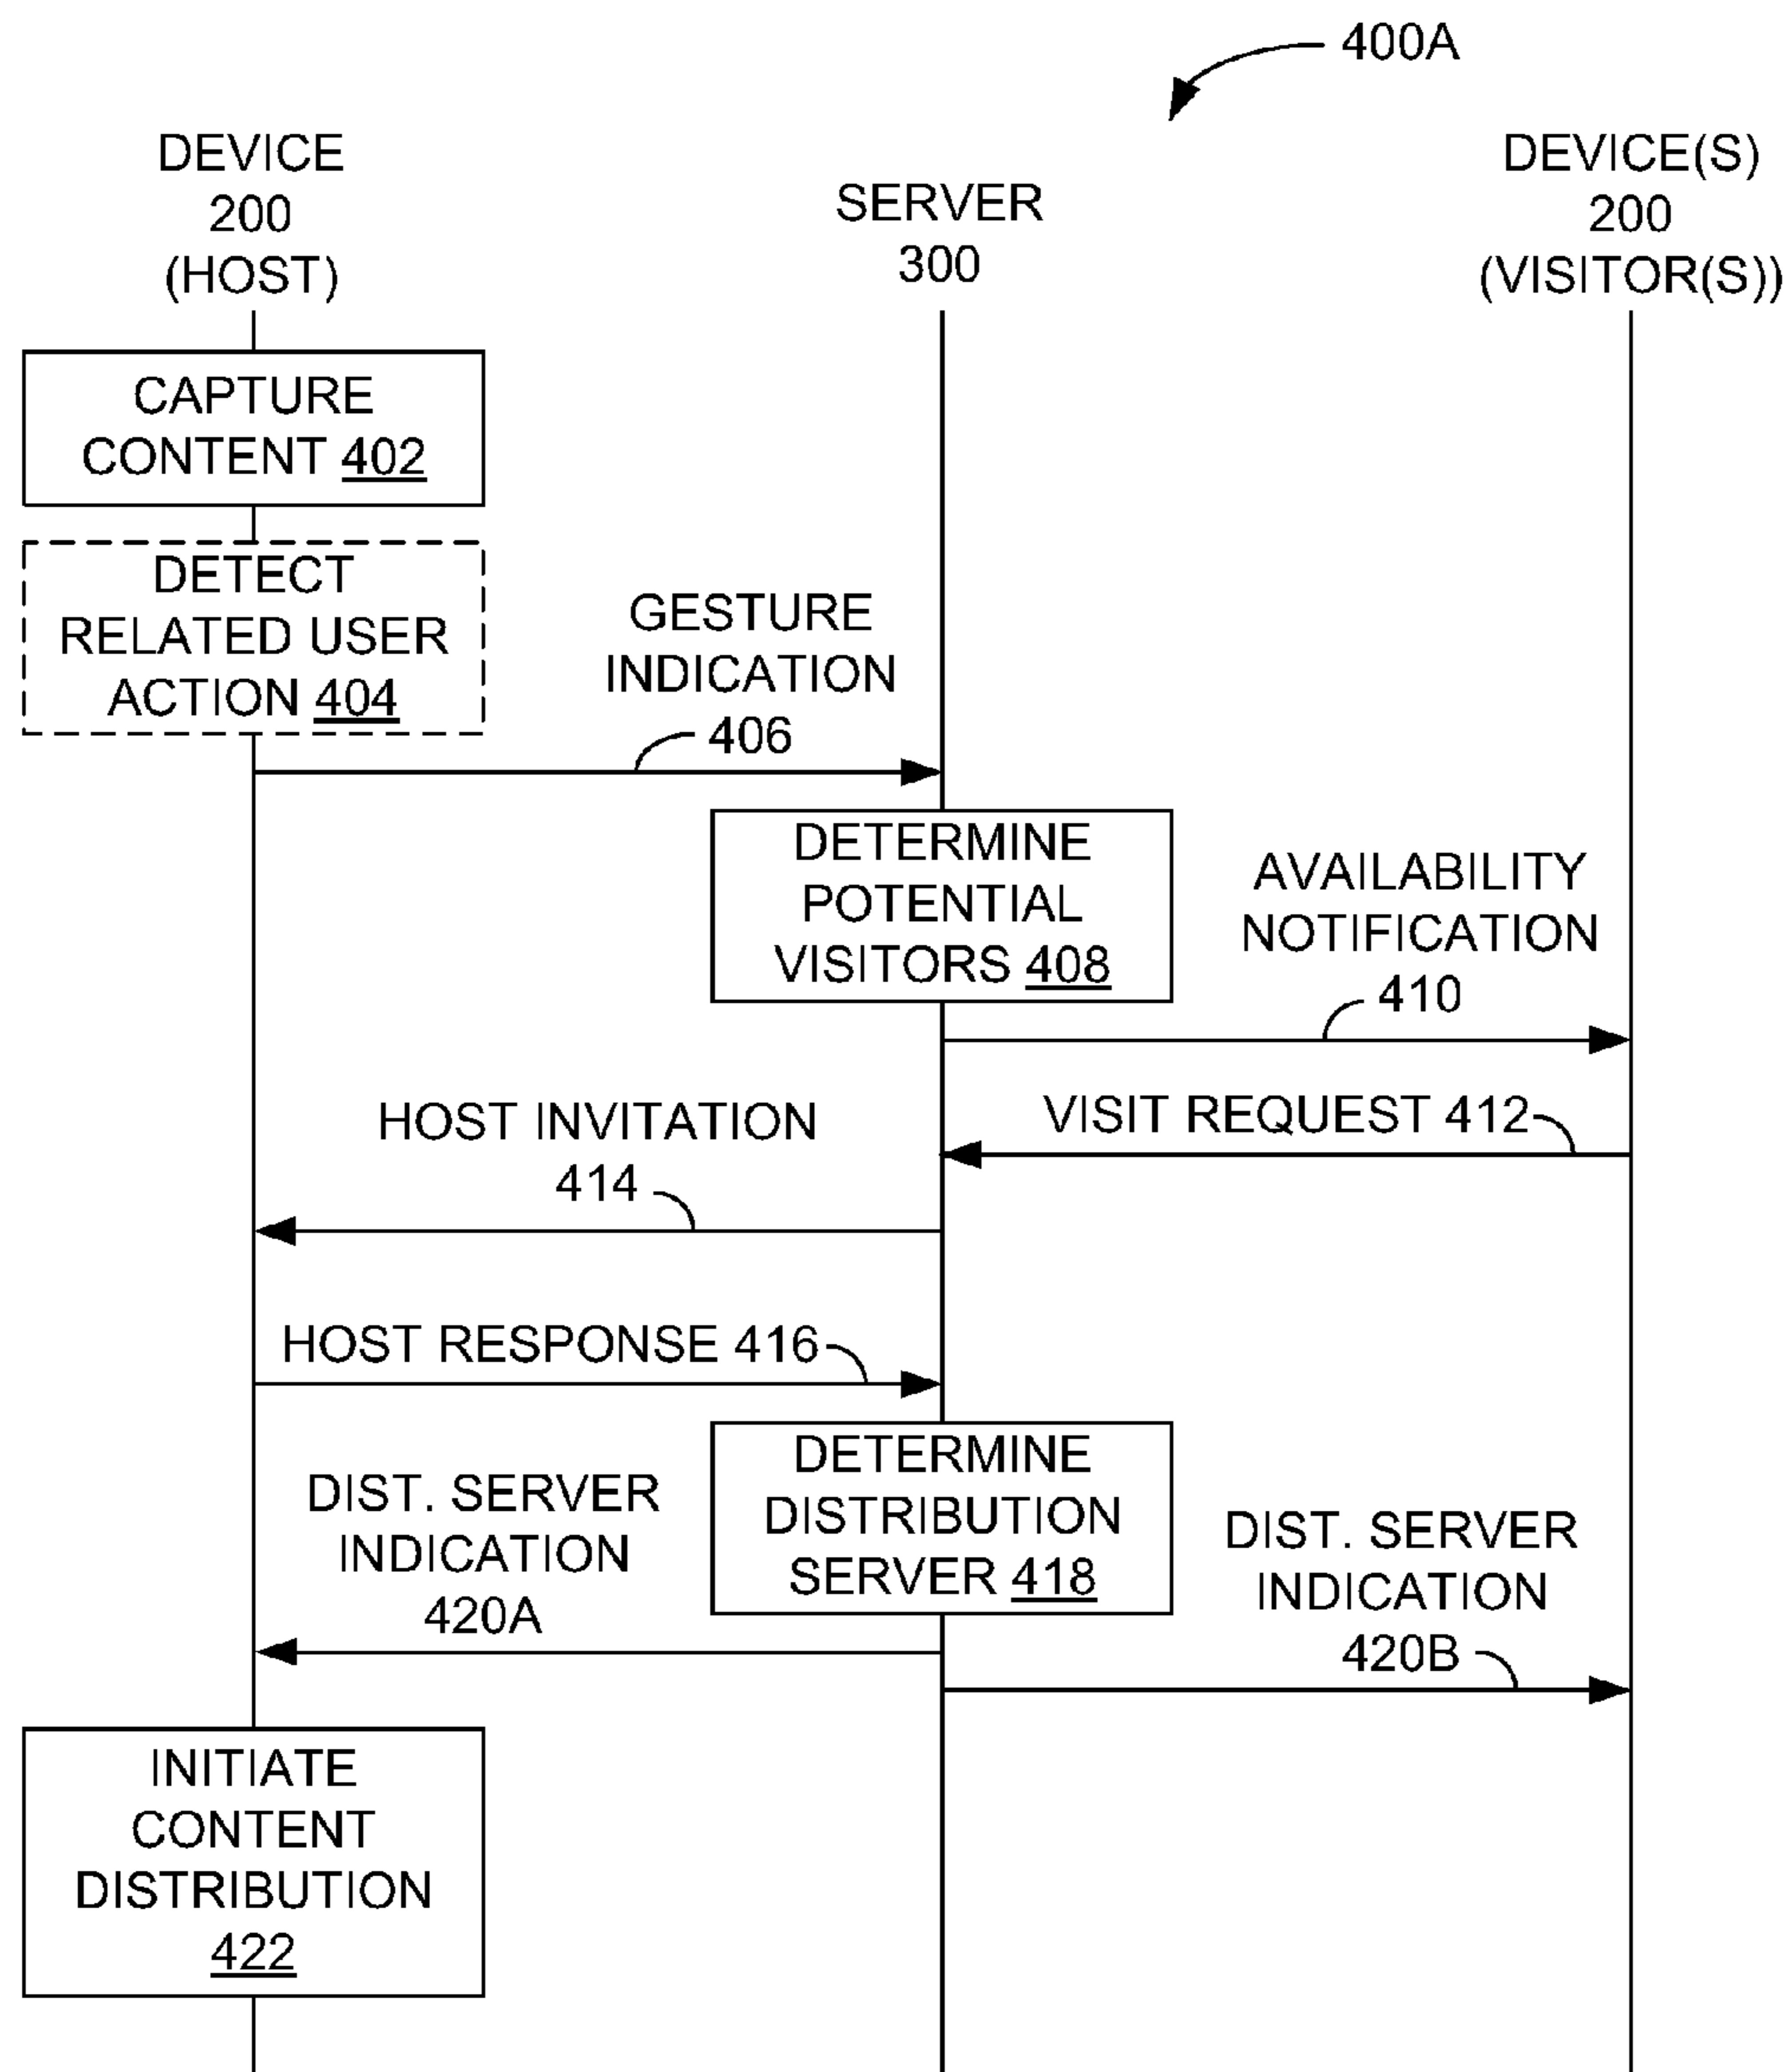 400A
DEVICE
200
(HOST)
SERVER
300
DEVICE(S)
200
(VISITOR(S))
CAPTURE
CONTENT 402
DETECT
RELATED USER
ACTION 404
GESTURE
INDICATION
406
DETERMINE
POTENTIAL
VISITORS 408
AVAILABILITY
NOTIFICATION
410
VISIT REQUEST 412
HOST INVITATION
414
HOST RESPONSE 416
DETERMINE
DISTRIBUTION
SERVER 418
DIST. SERVER
INDICATION
420A
DIST. SERVER
INDICATION
420B
INITIATE
CONTENT
DISTRIBUTION
422